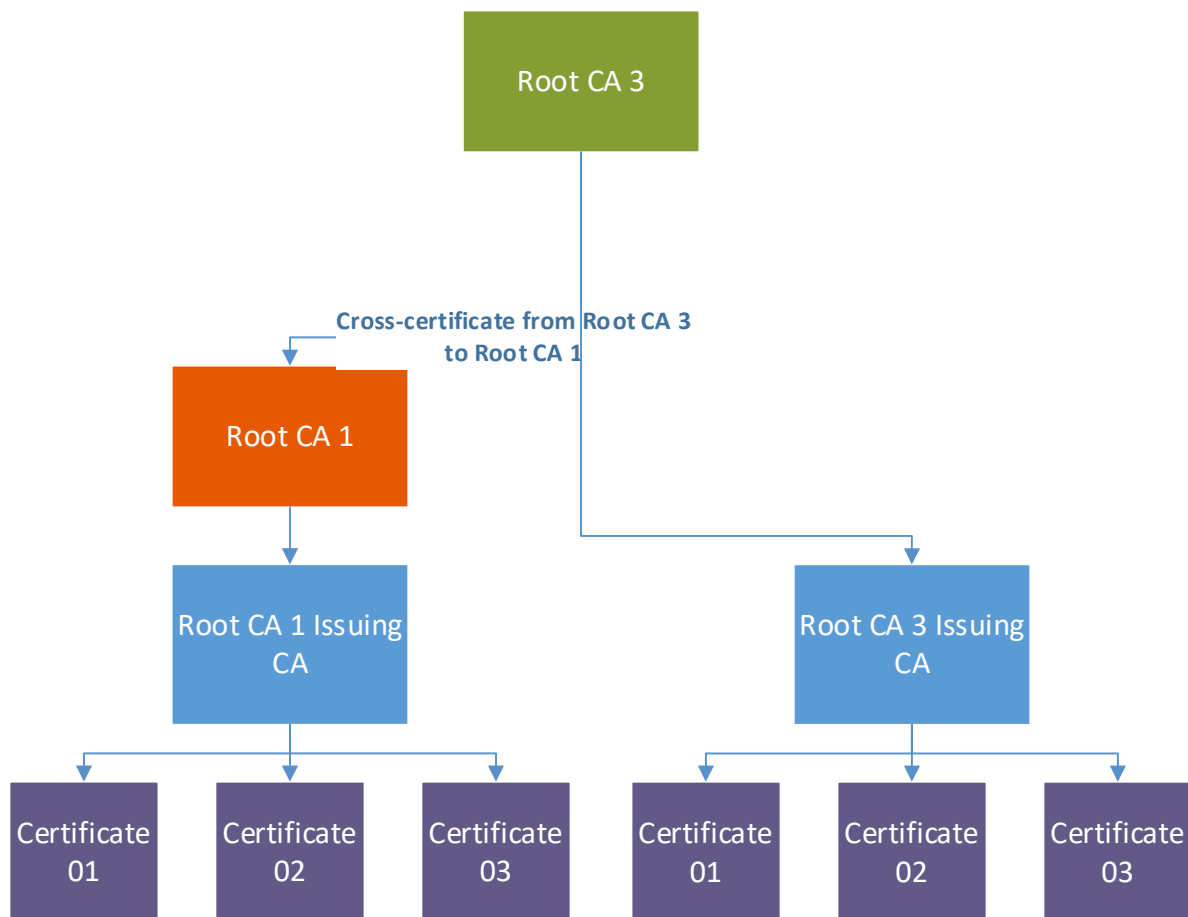 Root CA 3
Cross-certificate from Root CA 3
to Root CA 1
Root CA 1
Root CA 1 Issuing
CA
Root CA 3 Issuing
CA
Certificate
01
Certificate
02
Certificate
03
Certificate
01
Certificate
02
Certificate
03